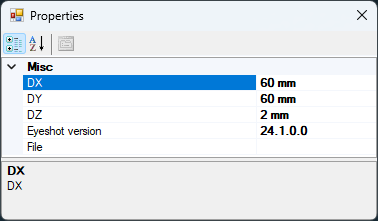 Properties
Misc
DX 60 mm
DY 60 mm
DZ 2 mm
Eyeshot version 24.1.0.0
File
DX
DX